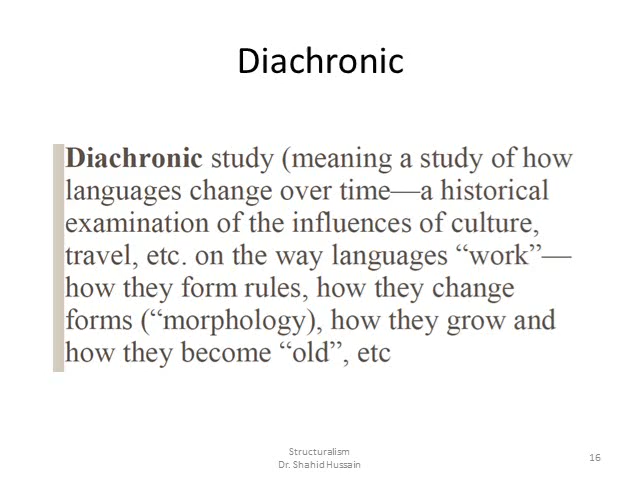 Diachronic
Diachronic study (meaning a study of how
languages change over time—a historical
examination of the influences of culture,
travel, etc. on the way languages “work”—
how they form rules, how they change
forms (“morphology), how they grow and
how they become “old”, etc
Structuralism
Dr. Shahid Hussain
16